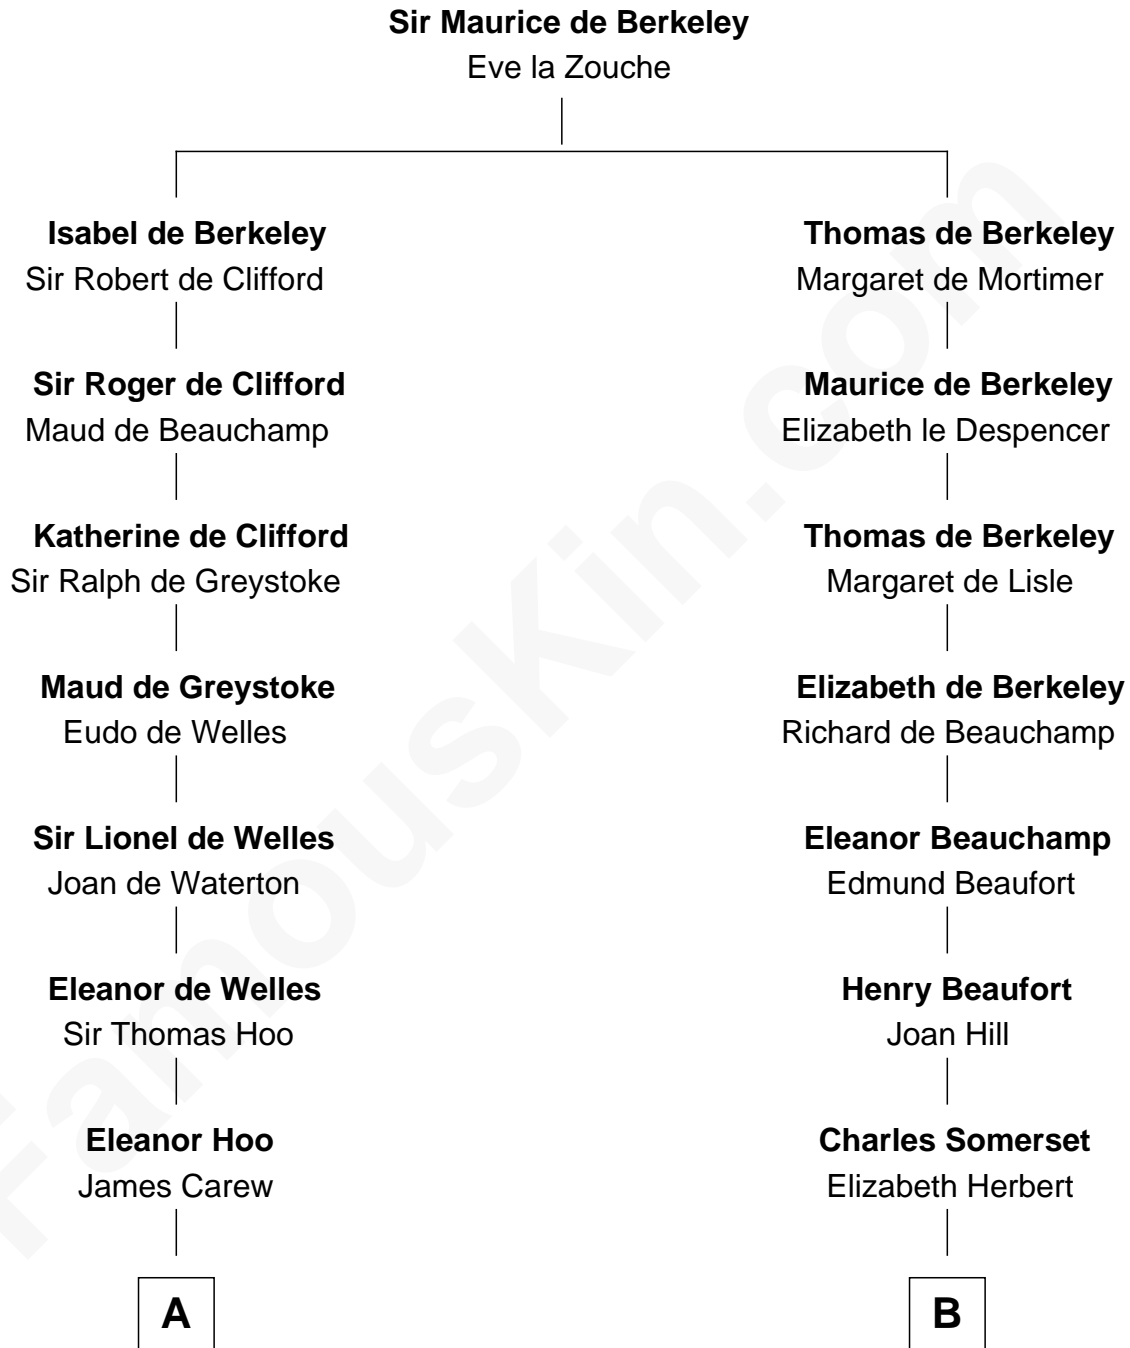 Sir Maurice de Berkeley
Eve la Zouche
Isabel de Berkeley
Sir Robert de Clifford
Thomas de Berkeley
Margaret de Mortimer
Sir Roger de Clifford
Maud de Beauchamp
Maurice de Berkeley
Elizabeth le Despencer
Katherine de Clifford
Sir Ralph de Greystoke
Thomas de Berkeley
Margaret de Lisle
Maud de Greystoke
Eudo de Welles
Elizabeth de Berkeley
Richard de Beauchamp
Sir Lionel de Welles
Joan de Waterton
Eleanor Beauchamp
Edmund Beaufort
Eleanor de Welles
Sir Thomas Hoo
Henry Beaufort
Joan Hill
Eleanor Hoo
James Carew
Charles Somerset
Elizabeth Herbert
A
B
FamousKin.com